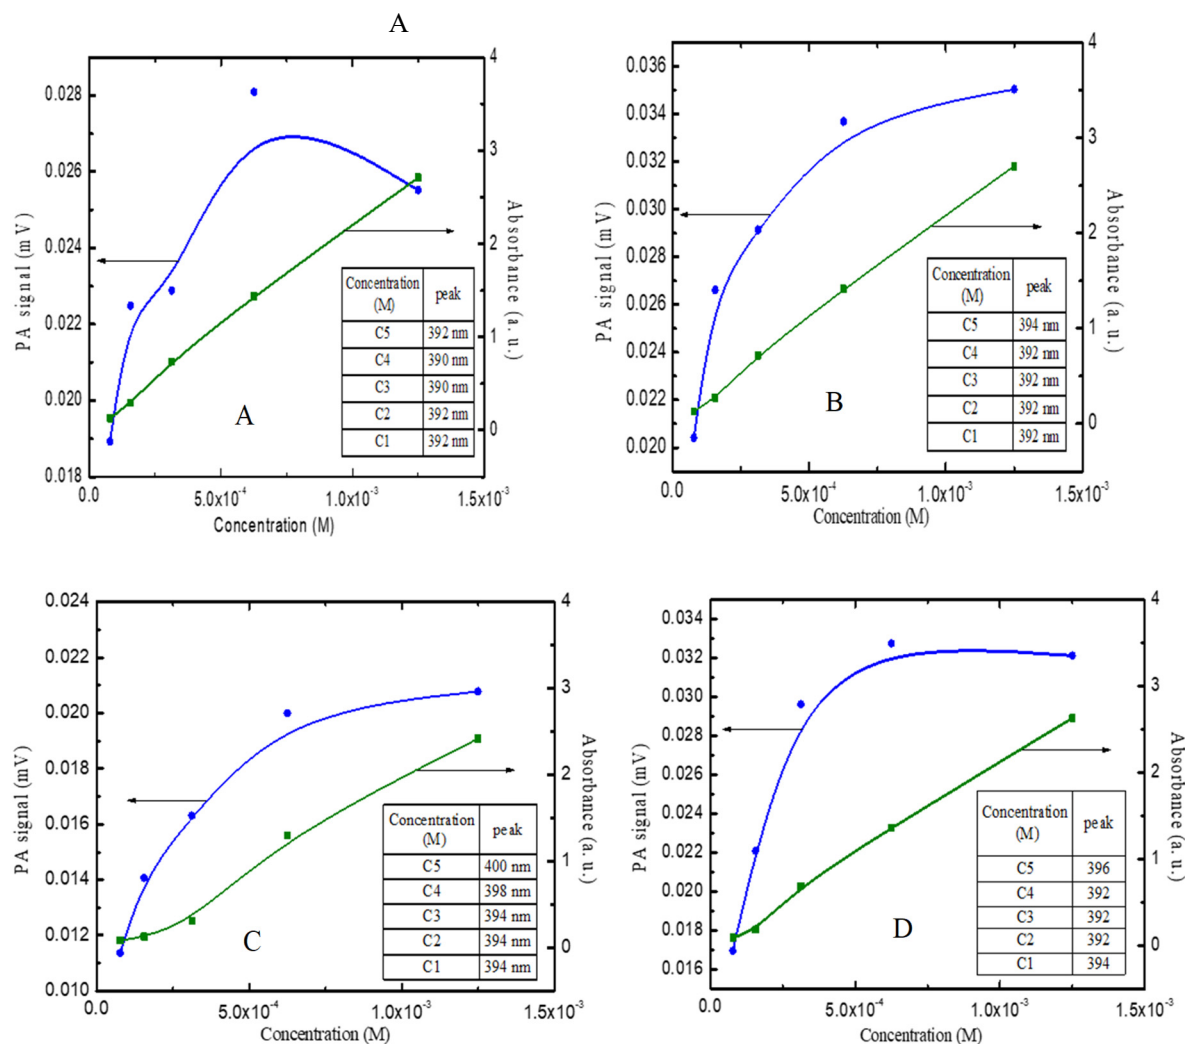 A
0.028
0.026
0.024
0.022
0.020
0.018
PA signal (mV)
4
3
2
1
0
Absorbance (a. u.)
Concentration (M) peak
C5 392 nm
C4 390 nm
C3 390 nm
C2 392 nm
C1 392 nm
A
0.0 5.0x10⁻⁴ 1.0x10⁻³ 1.5x10⁻³
Concentration (M)
0.036
0.034
0.032
0.030
0.028
0.026
0.024
0.022
0.020
PA signal (mV)
4
3
2
1
0
Absorbance (a. u.)
Concentration (M) peak
C5 394 nm
C4 392 nm
C3 392 nm
C2 392 nm
C1 392 nm
B
0.0 5.0x10⁻⁴ 1.0x10⁻³ 1.5x10⁻³
Concentration (M)
0.024
0.022
0.020
0.018
0.016
0.014
0.012
0.010
PA signal (mV)
4
3
2
1
0
Absorbance (a. u.)
Concentration (M) peak
C5 400 nm
C4 398 nm
C3 394 nm
C2 394 nm
C1 394 nm
C
0.0 5.0x10⁻⁴ 1.0x10⁻³ 1.5x10⁻³
Concentration (M)
0.034
0.032
0.030
0.028
0.026
0.024
0.022
0.020
0.018
0.016
PA signal (mV)
4
3
2
1
0
Absorbance (a. u.)
Concentration (M) peak
C5 396
C4 392
C3 392
C2 392
C1 394
D
0.0 5.0x10⁻⁴ 1.0x10⁻³ 1.5x10⁻³
Concentration (M)